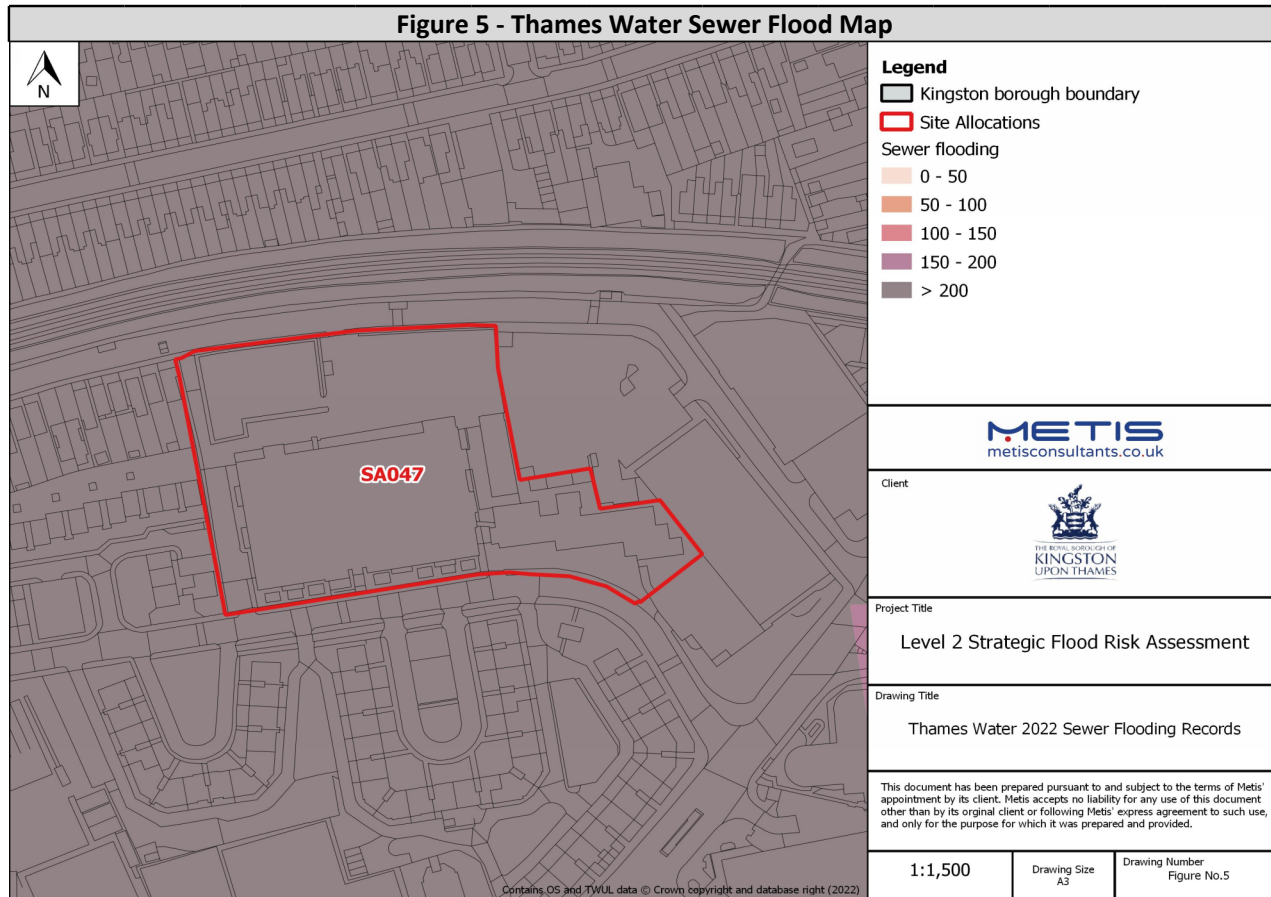 Figure 5 - Thames Water Sewer Flood Map
N
SA047
Contains OS and TWUL data © Crown copyright and database right (2022)
Legend
Kingston borough boundary
Site Allocations
Sewer flooding
0 - 50
50 - 100
100 - 150
150 - 200
> 200
METIS
metisconsultants.co.uk
Client
THE ROYAL BOROUGH OF
KINGSTON
UPON THAMES
Project Title
Level 2 Strategic Flood Risk Assessment
Drawing Title
Thames Water 2022 Sewer Flooding Records
This document has been prepared pursuant to and subject to the terms of Metis'
appointment by its client. Metis accepts no liability for any use of this document
other than by its orginal client or following Metis' express agreement to such use,
and only for the purpose for which it was prepared and provided.
1:1,500
Drawing Size
A3
Drawing Number
Figure No.5